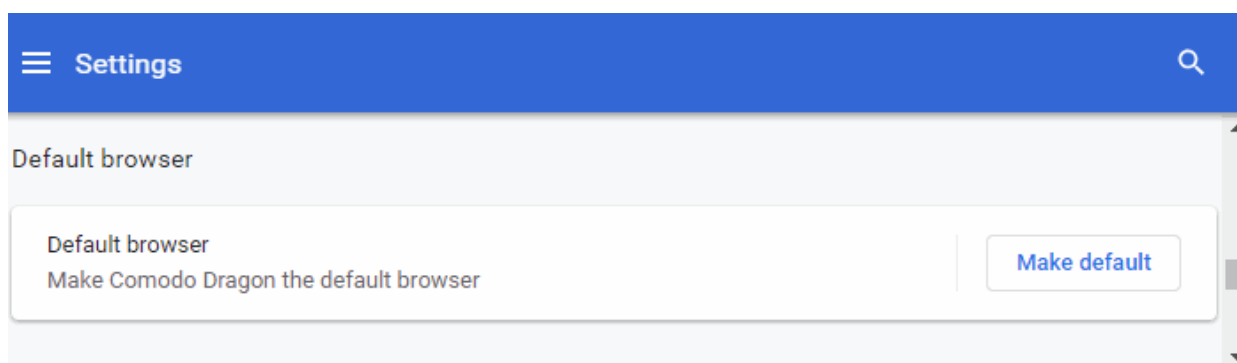 Settings
Default browser
Default browser
Make Comodo Dragon the default browser
Make default